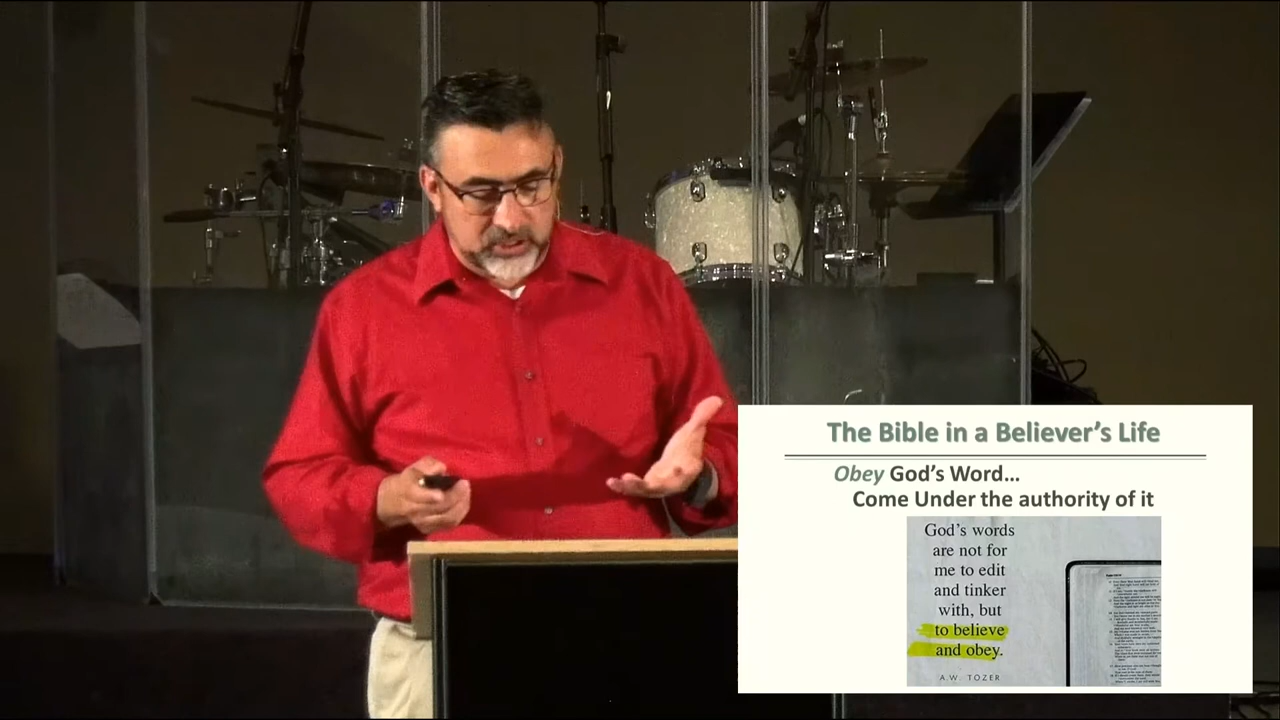 The Bible in a Believer's Life
Obey God's Word...
Come Under the authority of it
God's words
are not for
me to edit
and tinker
with, but
to believe
and obey.
A.W. TOZER